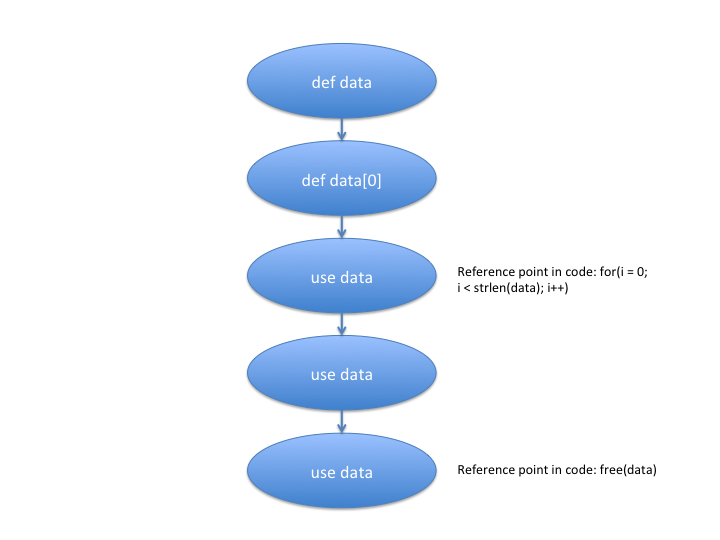 def data
def data[0]
use data
Reference point in code: for(i = 0;
i < strlen(data); i++)
use data
use data
Reference point in code: free(data)